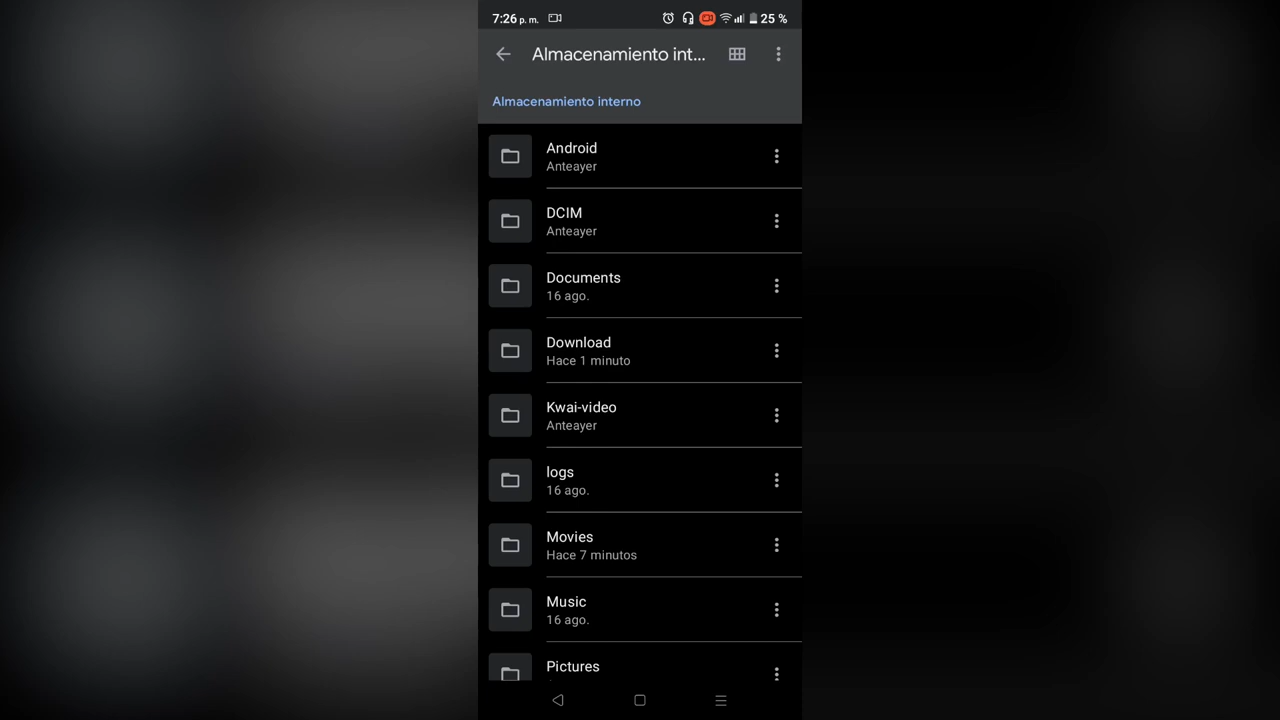 7:26 p. m. 25 %
Almacenamiento int...
Almacenamiento interno
Android
Anteayer
DCIM
Anteayer
Documents
16 ago.
Download
Hace 1 minuto
Kwai-video
Anteayer
logs
16 ago.
Movies
Hace 7 minutos
Music
16 ago.
Pictures